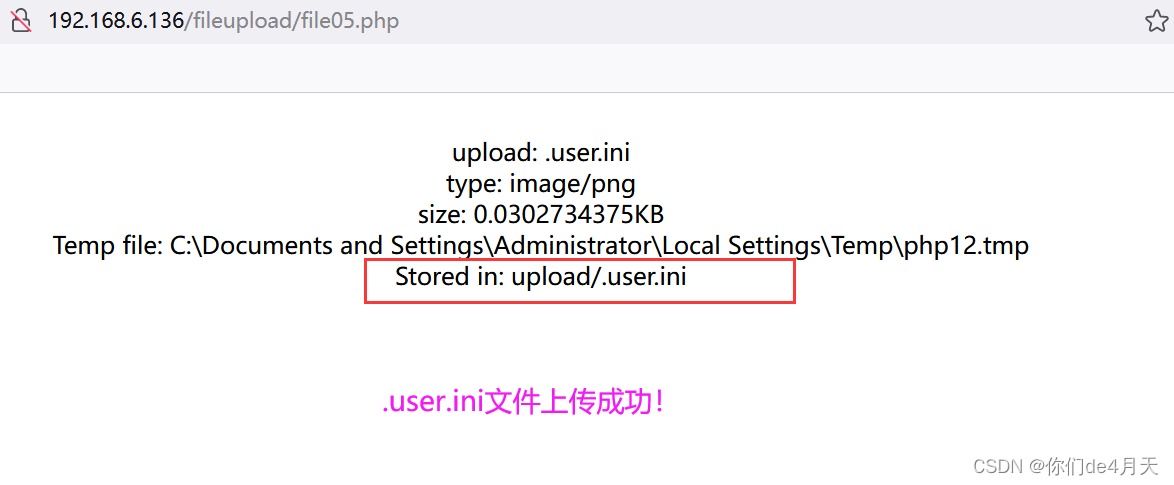 192.168.6.136/fileupload/file05.php
upload: .user.ini
type: image/png
size: 0.0302734375KB
Temp file: C:\Documents and Settings\Administrator\Local Settings\Temp\php12.tmp
Stored in: upload/.user.ini
.user.ini文件上传成功!
CSDN @你们de4月天